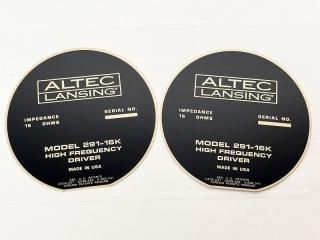 ALTEC
LANSING®
IMPEDANCE
16 OHMS
SERIAL NO.
MODEL 291-16K
HIGH FREQUENCY
DRIVER
MADE IN USA
ALTEC
LANSING®
IMPEDANCE
16 OHMS
SERIAL NO.
MODEL 291-16K
HIGH FREQUENCY
DRIVER
MADE IN USA